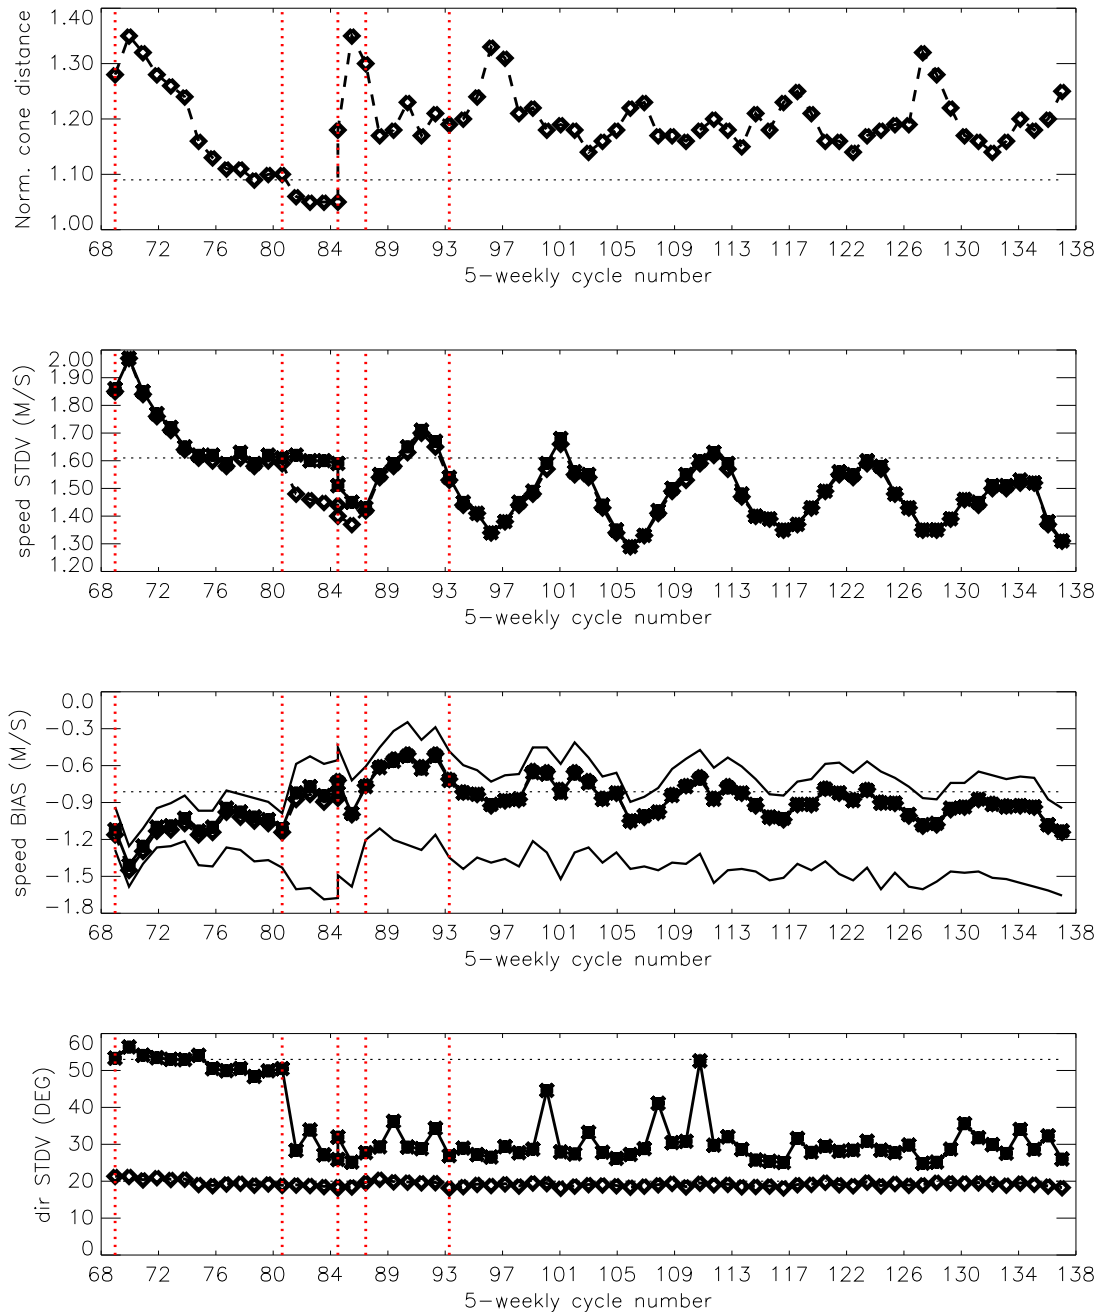 1.40
1.30
1.20
1.10
1.00
Norm. cone distance
68 72 76 80 84 89 93 97 101 105 109 113 117 122 126 130 134 138
5-weekly cycle number
2.00
1.90
1.80
1.70
1.60
1.50
1.40
1.30
1.20
speed STDV (M/S)
68 72 76 80 84 89 93 97 101 105 109 113 117 122 126 130 134 138
5-weekly cycle number
0.0
-0.3
-0.6
-0.9
-1.2
-1.5
-1.8
speed BIAS (M/S)
68 72 76 80 84 89 93 97 101 105 109 113 117 122 126 130 134 138
5-weekly cycle number
60
50
40
30
20
10
0
dir STDV (DEG)
68 72 76 80 84 89 93 97 101 105 109 113 117 122 126 130 134 138
5-weekly cycle number